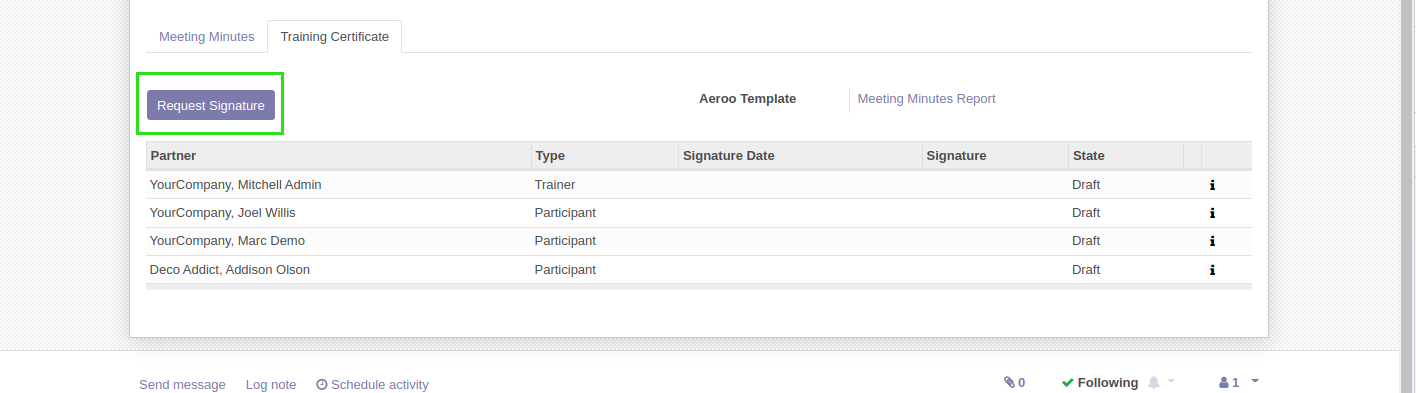 Meeting Minutes Training Certificate
Request Signature Aeroo Template Meeting Minutes Report
Partner Type Signature Date Signature State
YourCompany, Mitchell Admin Trainer Draft
YourCompany, Joel Willis Participant Draft
YourCompany, Marc Demo Participant Draft
Deco Addict, Addison Olson Participant Draft
Send message Log note Schedule activity 0 Following 1